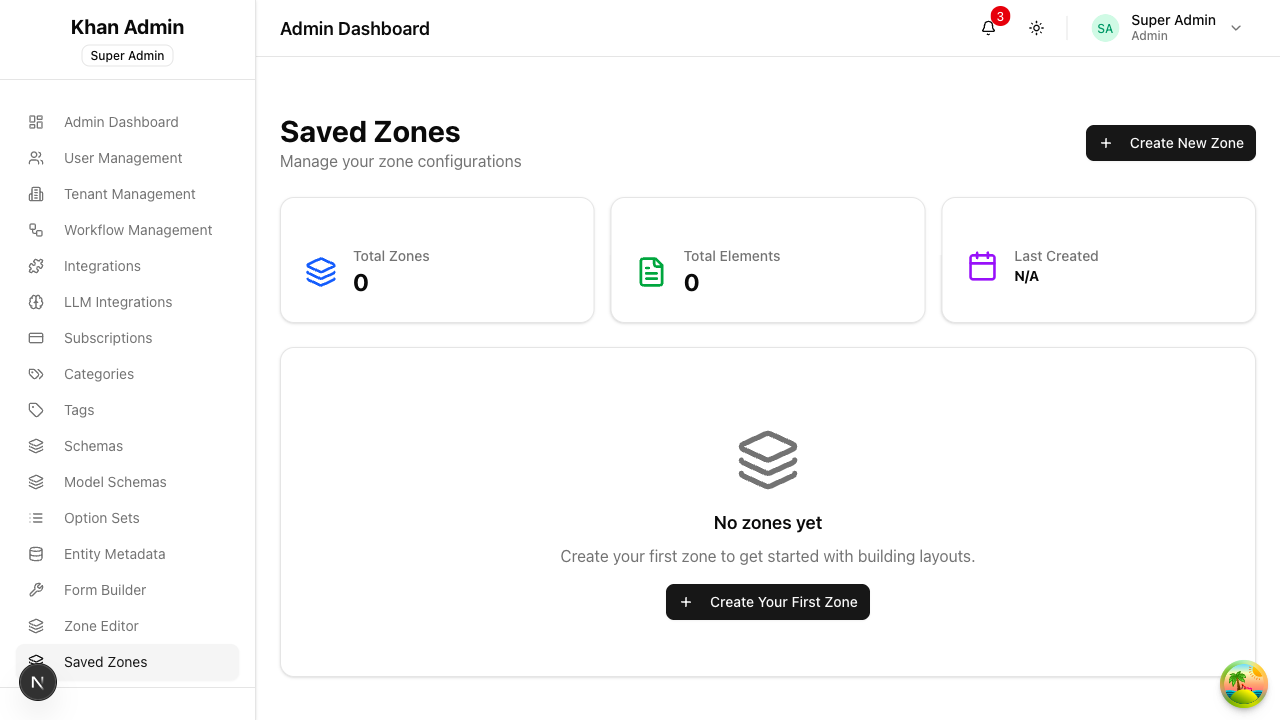 Khan Admin
Super Admin
Admin Dashboard
User Management
Tenant Management
Workflow Management
Integrations
LLM Integrations
Subscriptions
Categories
Tags
Schemas
Model Schemas
Option Sets
Entity Metadata
Form Builder
Zone Editor
Saved Zones
N
Admin Dashboard
3
SA
Super Admin
Admin
Saved Zones
Manage your zone configurations
Create New Zone
Total Zones
0
Total Elements
0
Last Created
N/A
No zones yet
Create your first zone to get started with building layouts.
Create Your First Zone